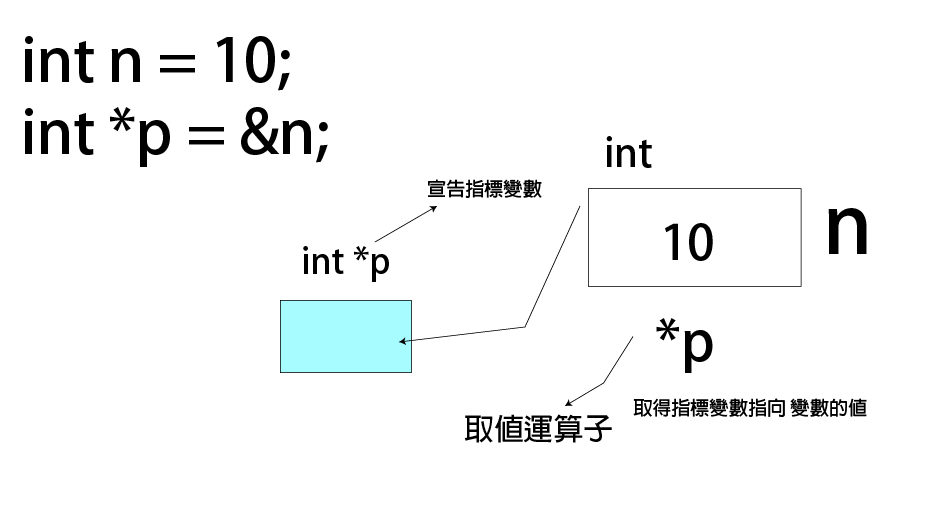 int n = 10;
int *p = &n;
int
宣告指標變數
n
10
int *p
*p
取得指標變數指向 變數的值
取值運算子